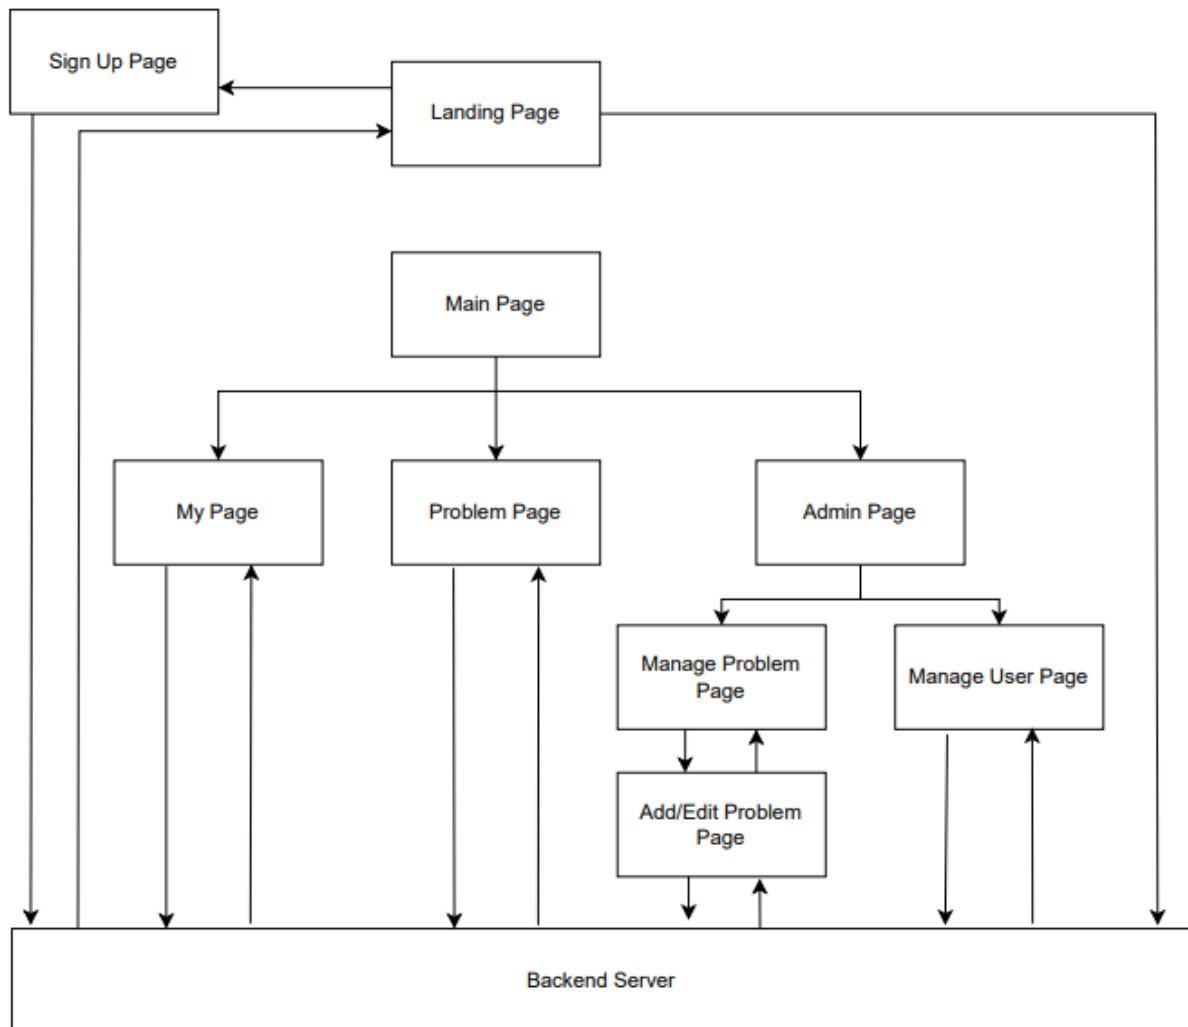 Sign Up Page
Landing Page
Main Page
My Page
Problem Page
Admin Page
Manage Problem
Page
Manage User Page
Add/Edit Problem
Page
Backend Server